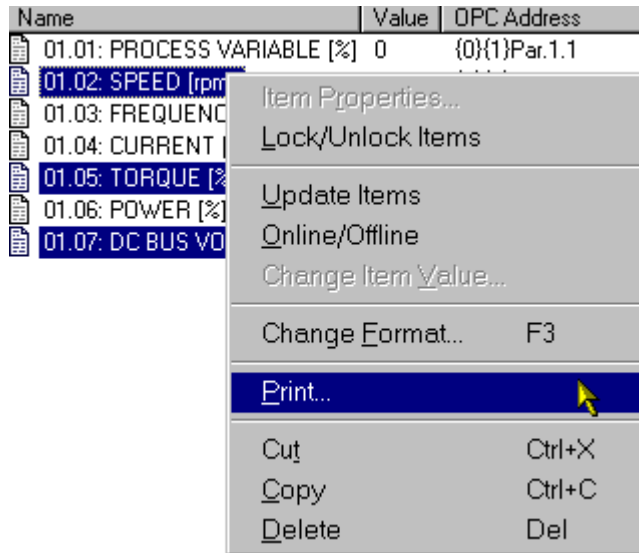 Name Value OPC Address
01.01: PROCESS VARIABLE [%] 0 {0}{1}Par.1.1
01.02: SPEED [rpm
01.03: FREQUENC
01.04: CURRENT [
01.05: TORQUE [%
01.06: POWER [%]
01.07: DC BUS VO
Item Properties...
Lock/Unlock Items
Update Items
Online/Offline
Change Item Value...
Change Format... F3
Print...
Cut Ctrl+X
Copy Ctrl+C
Delete Del